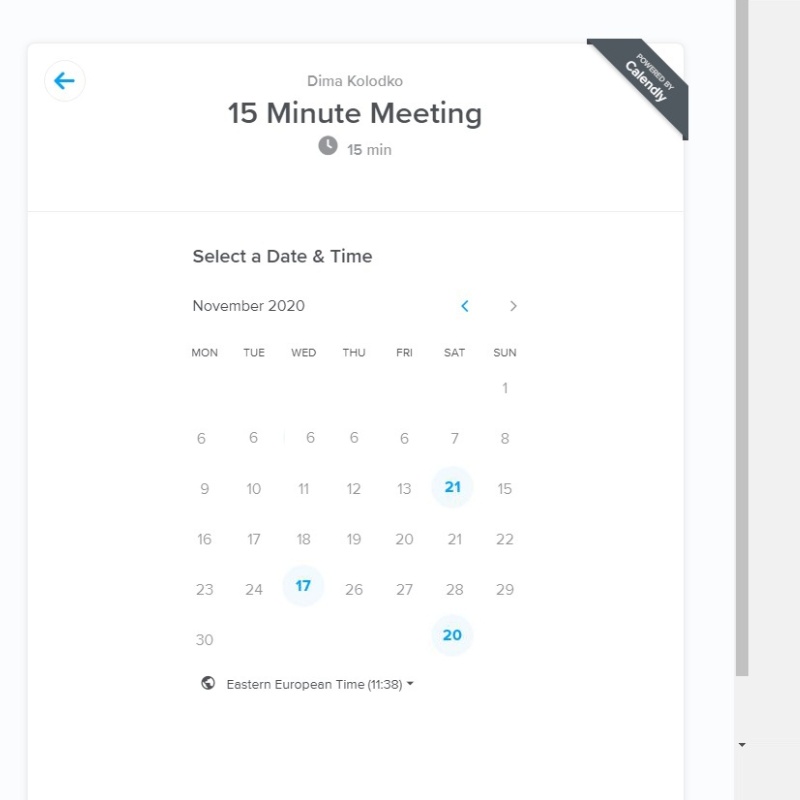 POWERED BY
Calendly
Dima Kolodko
15 Minute Meeting
15 min
Select a Date & Time
November 2020
MON TUE WED THU FRI SAT SUN
1
6 6 6 6 6 7 8
9 10 11 12 13 21 15
16 17 18 19 20 21 22
23 24 17 26 27 28 29
30 20
Eastern European Time (11:38)